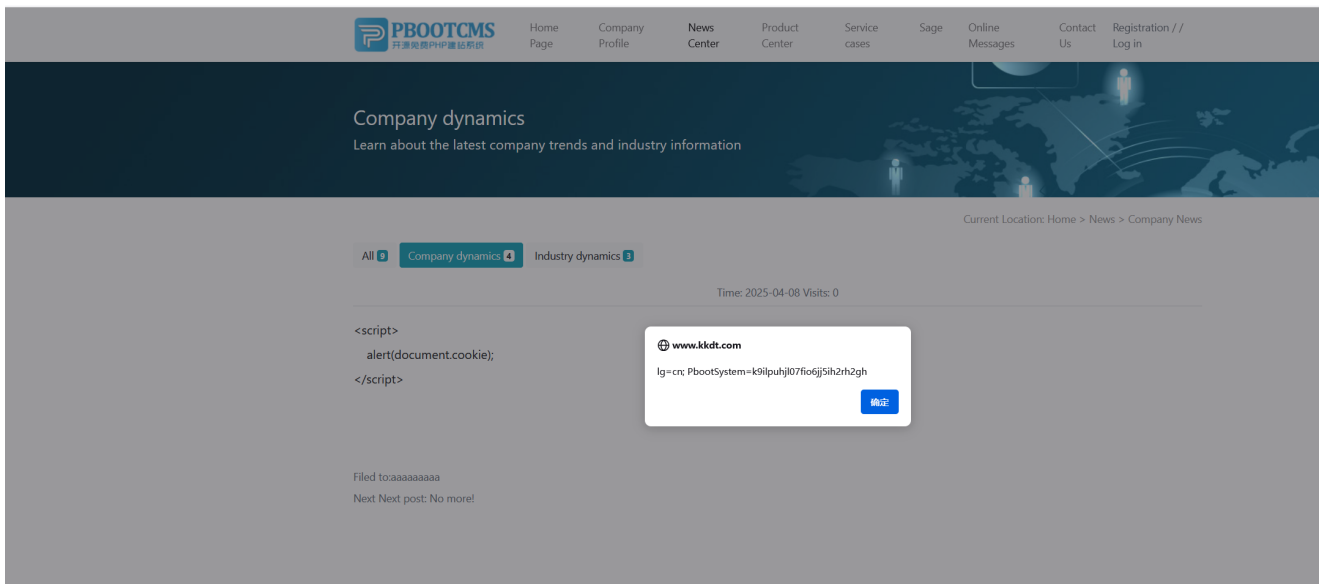 PBOOTCMS
开源免费PHP建站系统
Home Page
Company Profile
News Center
Product Center
Service cases
Sage
Online Messages
Contact Us
Registration / / Log in
Company dynamics
Learn about the latest company trends and industry information
Current Location: Home > News > Company News
All 9
Company dynamics 4
Industry dynamics 3
Time: 2025-04-08 Visits: 0
<script>
alert(document.cookie);
</script>
www.kkdt.com
lg=cn; PbootSystem=k9ilpuhjl07fio6jj5ih2rh2gh
确定
Filed to:aaaaaaaaa
Next Next post: No more!